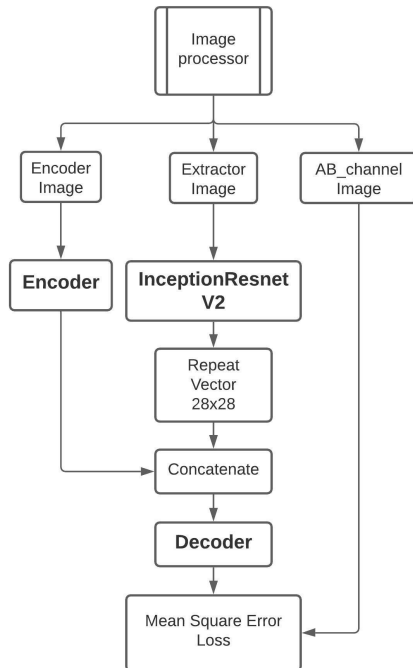 Image
processor
Encoder
Image
Extractor
Image
AB_channel
Image
Encoder
InceptionResnet
V2
Repeat
Vector
28x28
Concatenate
Decoder
Mean Square Error
Loss